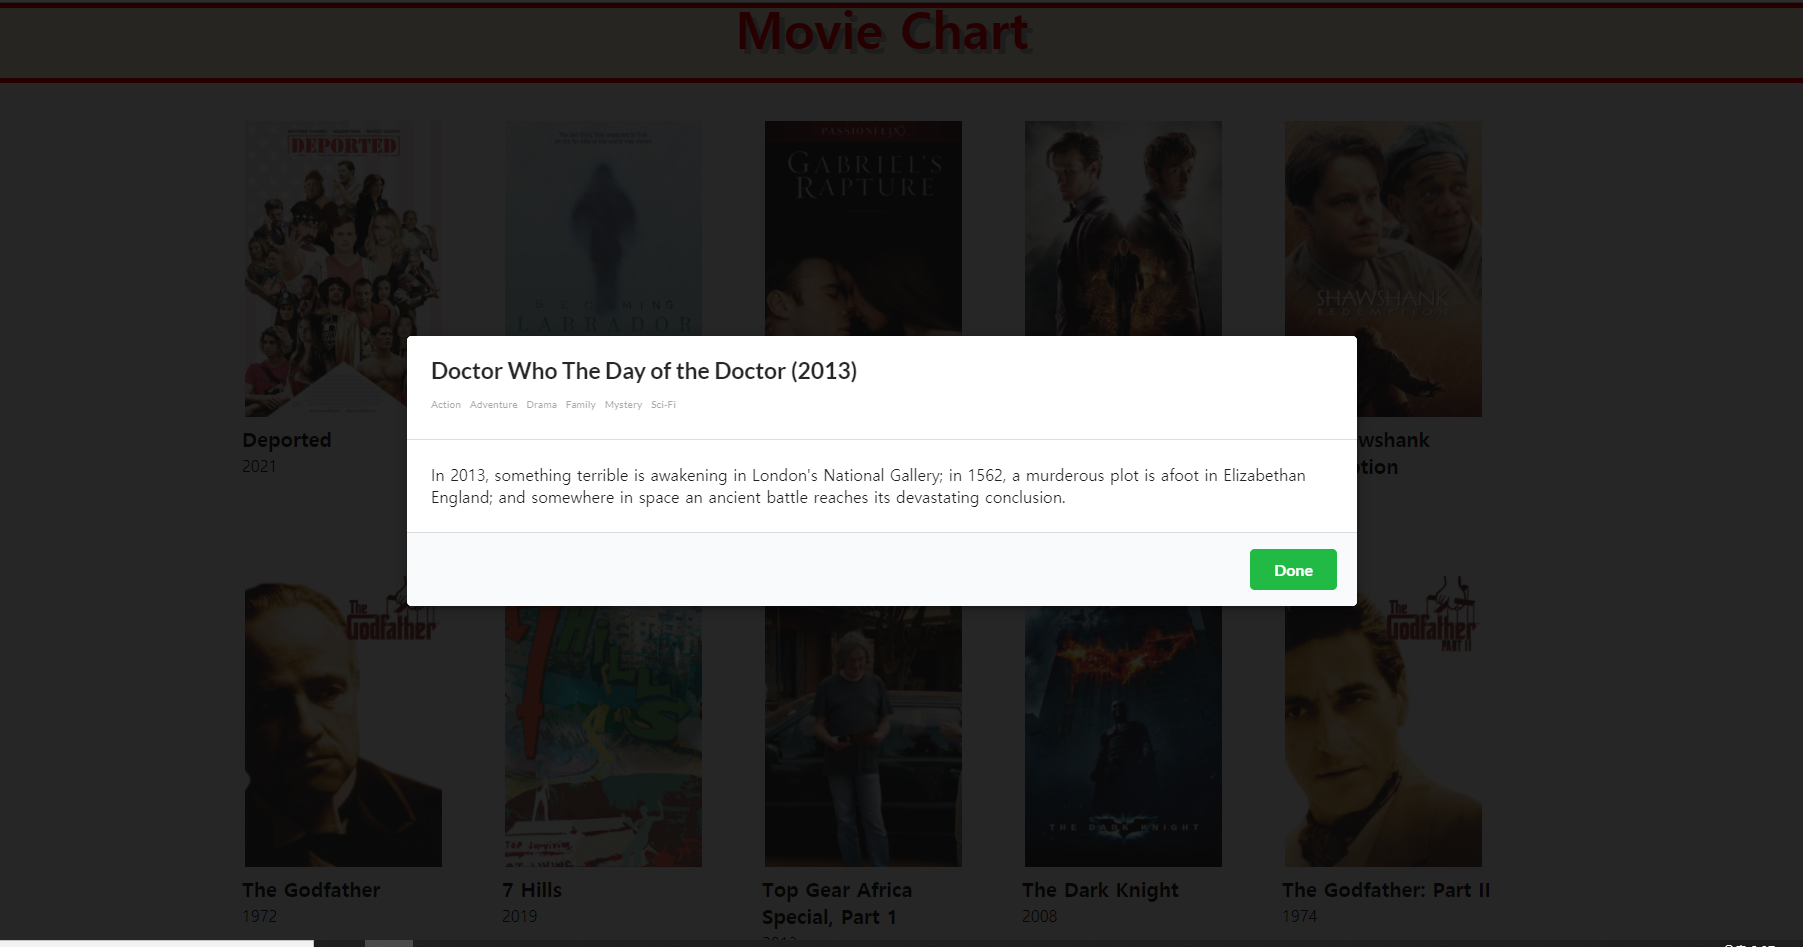 Movie Chart
DEPORTED
PASSIONFLIX
GABRIEL'S
RAPTURE
BECOMING
LABRADOR
SHAWSHANK
REDEMPTION
Doctor Who The Day of the Doctor (2013)
Action Adventure Drama Family Mystery Sci-Fi
Deported
2021
wshank
tion
In 2013, something terrible is awakening in London's National Gallery; in 1562, a murderous plot is afoot in Elizabethan
England; and somewhere in space an ancient battle reaches its devastating conclusion.
Done
The
Godfather
7 HILLS
The
Godfather
PART II
THE DARK KNIGHT
The Godfather
1972
7 Hills
2019
Top Gear Africa
Special, Part 1
The Dark Knight
2008
The Godfather: Part II
1974